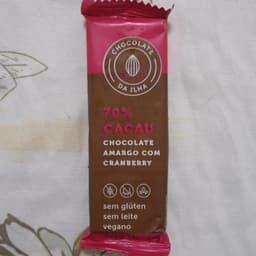 CHOCOLATE
DA ILHA
70%
CACAU
CHOCOLATE
AMARGO COM
CRANBERRY
sem glúten
sem leite
vegano